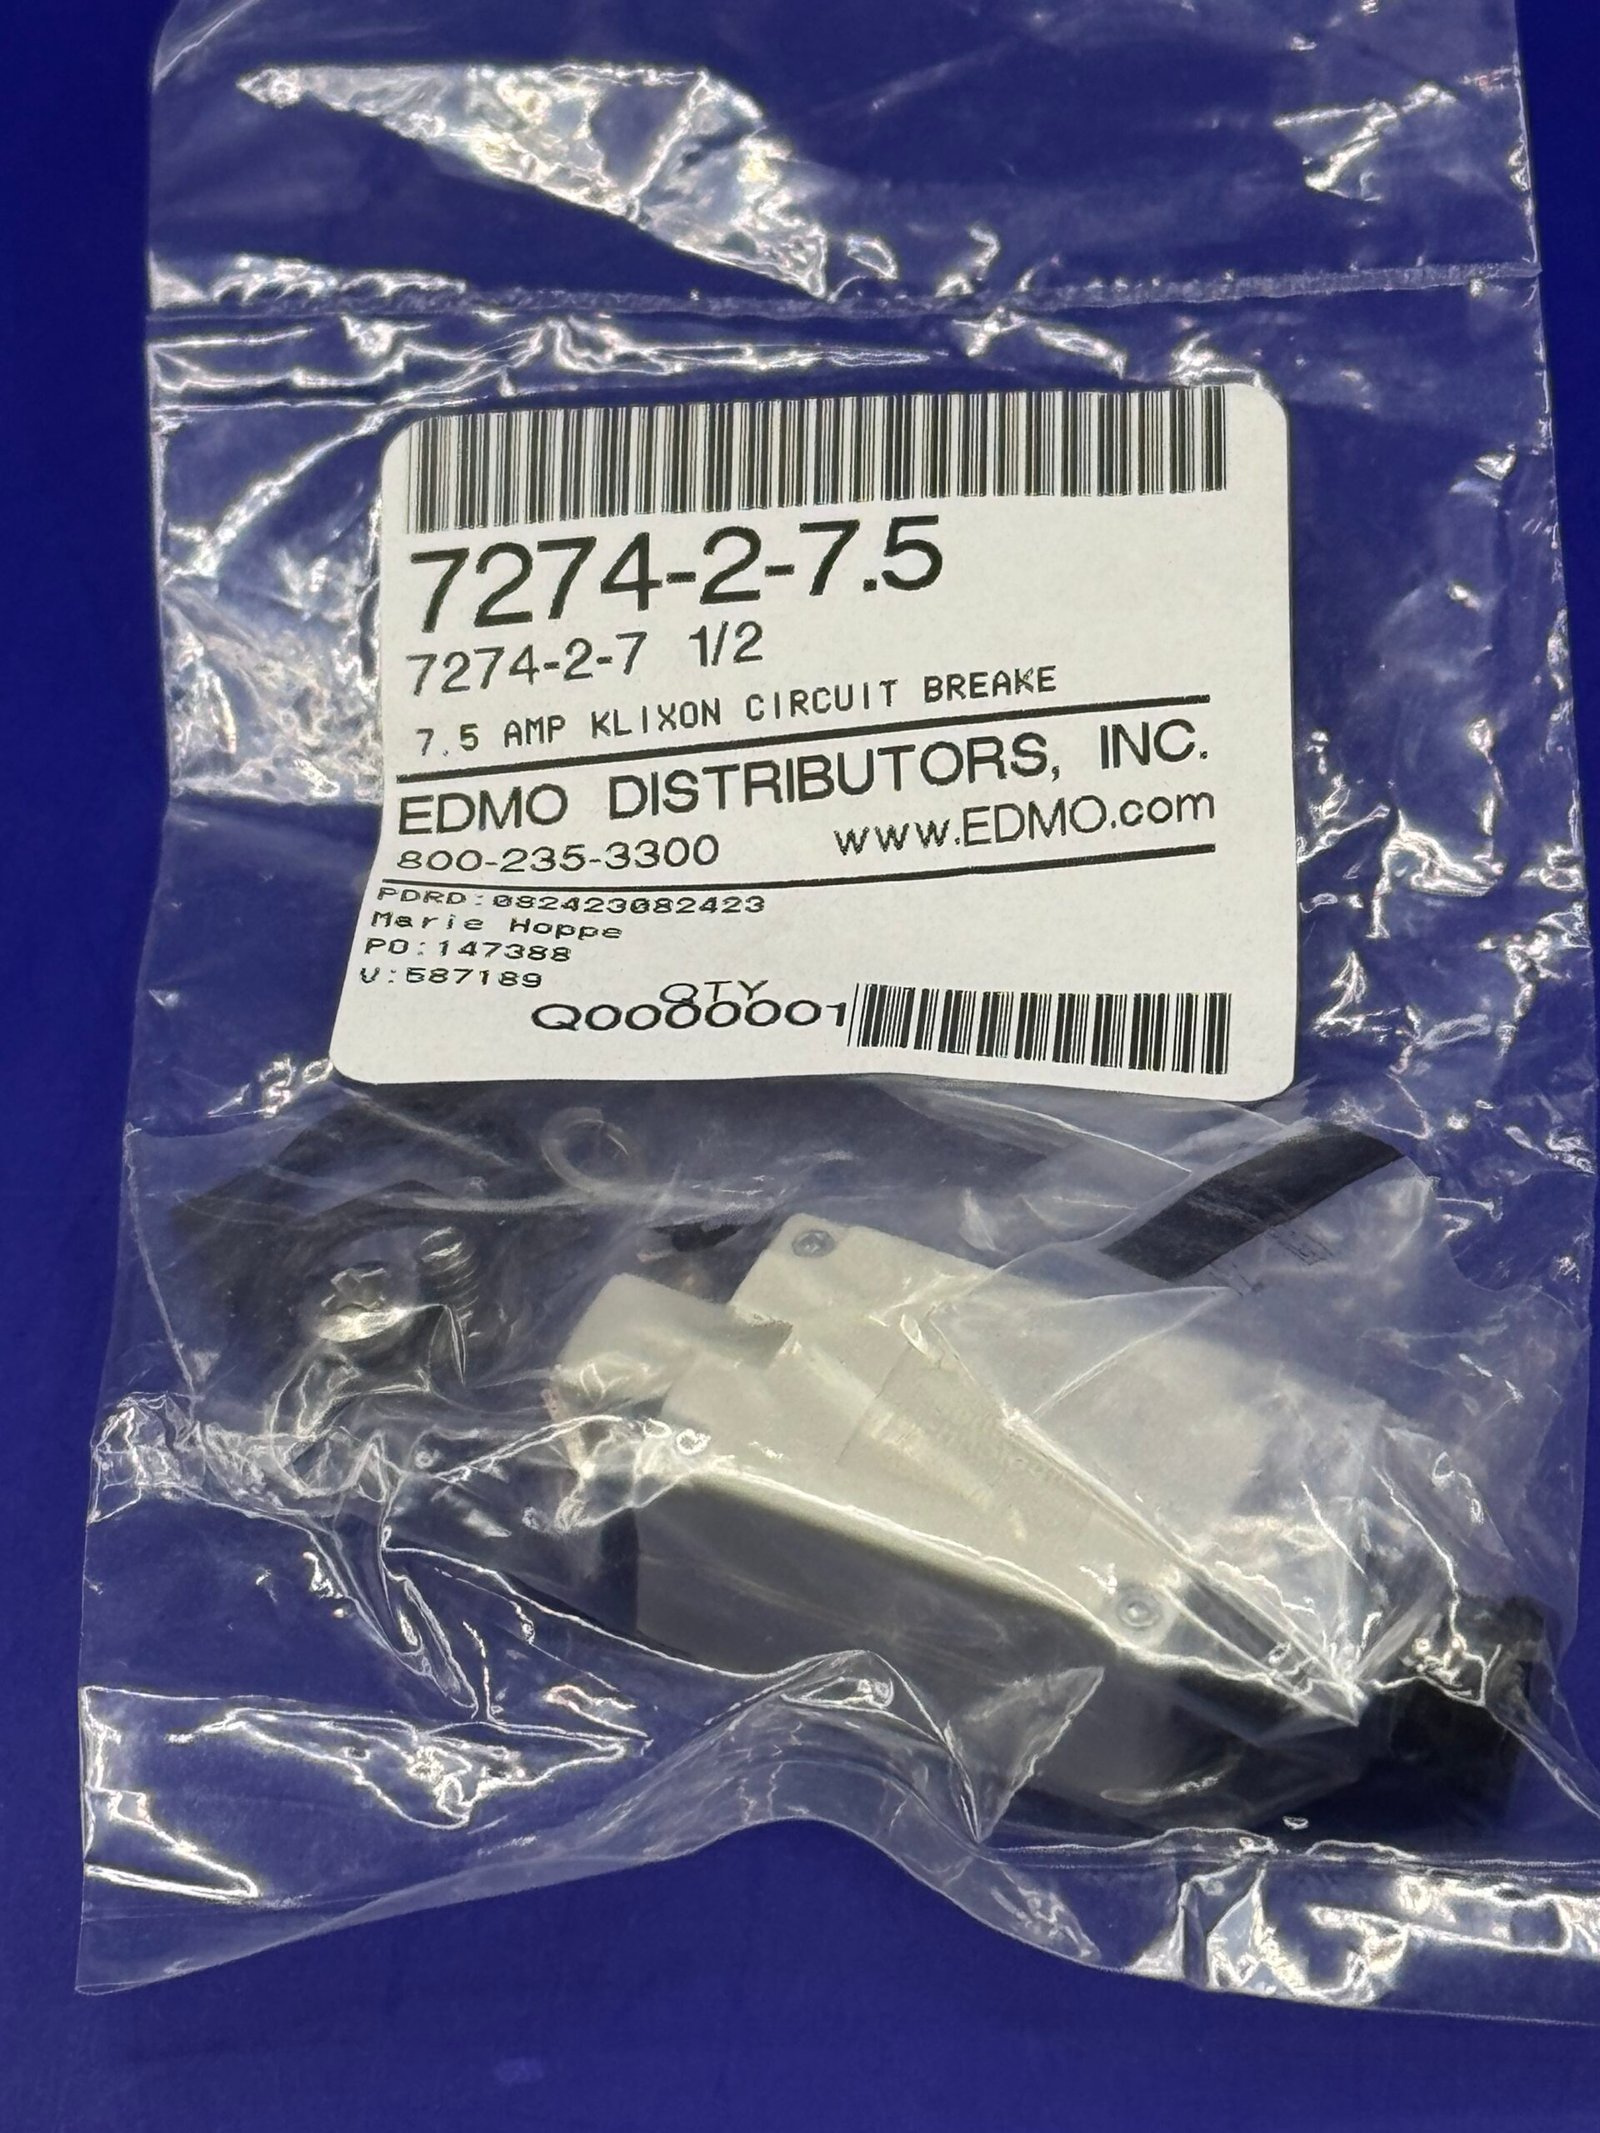 7274-2-7.5
7274-2-7 1/2
7.5 AMP KLIXON CIRCUIT BREAKE
EDMO DISTRIBUTORS, INC.
800-235-3300 www.EDMO.com
PDRD:082423082423
Marie Hoppe
PO:147388
V:587189
QTY
Q0000001